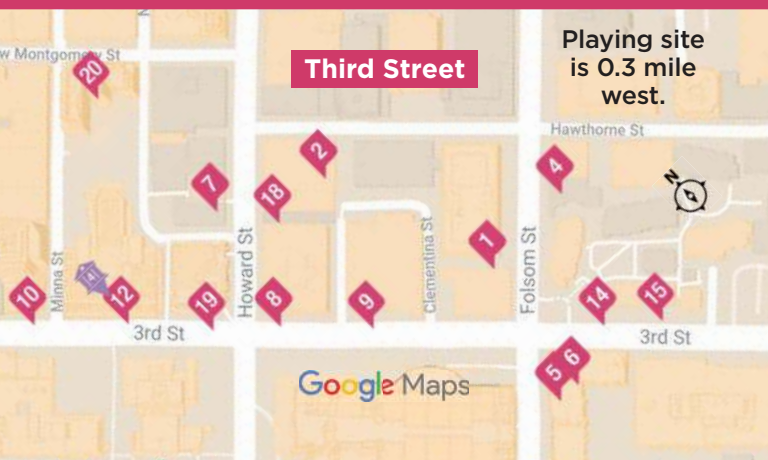 w Montgomery St
20
Third Street
Playing site
is 0.3 mile
west.
Hawthorne St
2
4
7
18
N
1
Minna St
Howard St
Clementina St
Folsom St
10
12
19
8
9
14
15
3rd St
3rd St
5 6
Google Maps